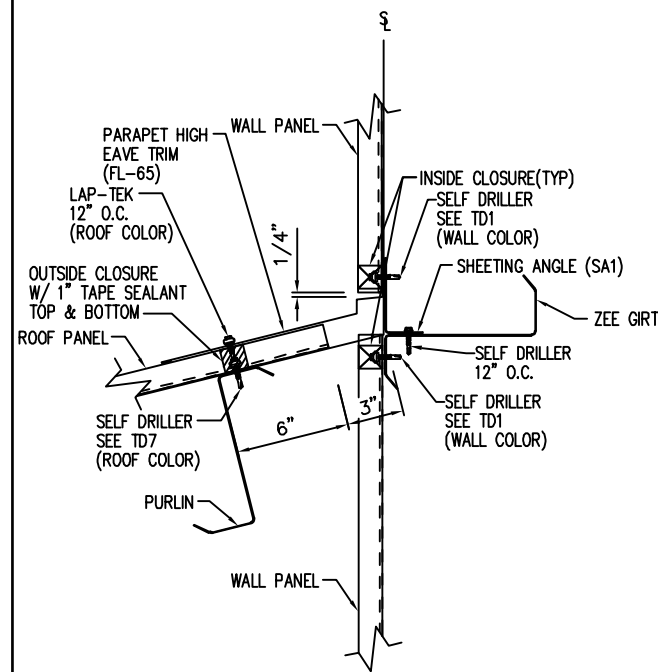 SL
WALL PANEL
PARAPET HIGH
EAVE TRIM
(FL-65)
LAP-TEK
12" O.C.
(ROOF COLOR)
1/4"
INSIDE CLOSURE(TYP)
SELF DRILLER
SEE TD1
(WALL COLOR)
SHEETING ANGLE (SA1)
OUTSIDE CLOSURE
W/ 1" TAPE SEALANT
TOP & BOTTOM
ROOF PANEL
ZEE GIRT
SELF DRILLER
12" O.C.
SELF DRILLER
SEE TD7
(ROOF COLOR)
6"
3"
SELF DRILLER
SEE TD1
(WALL COLOR)
PURLIN
WALL PANEL